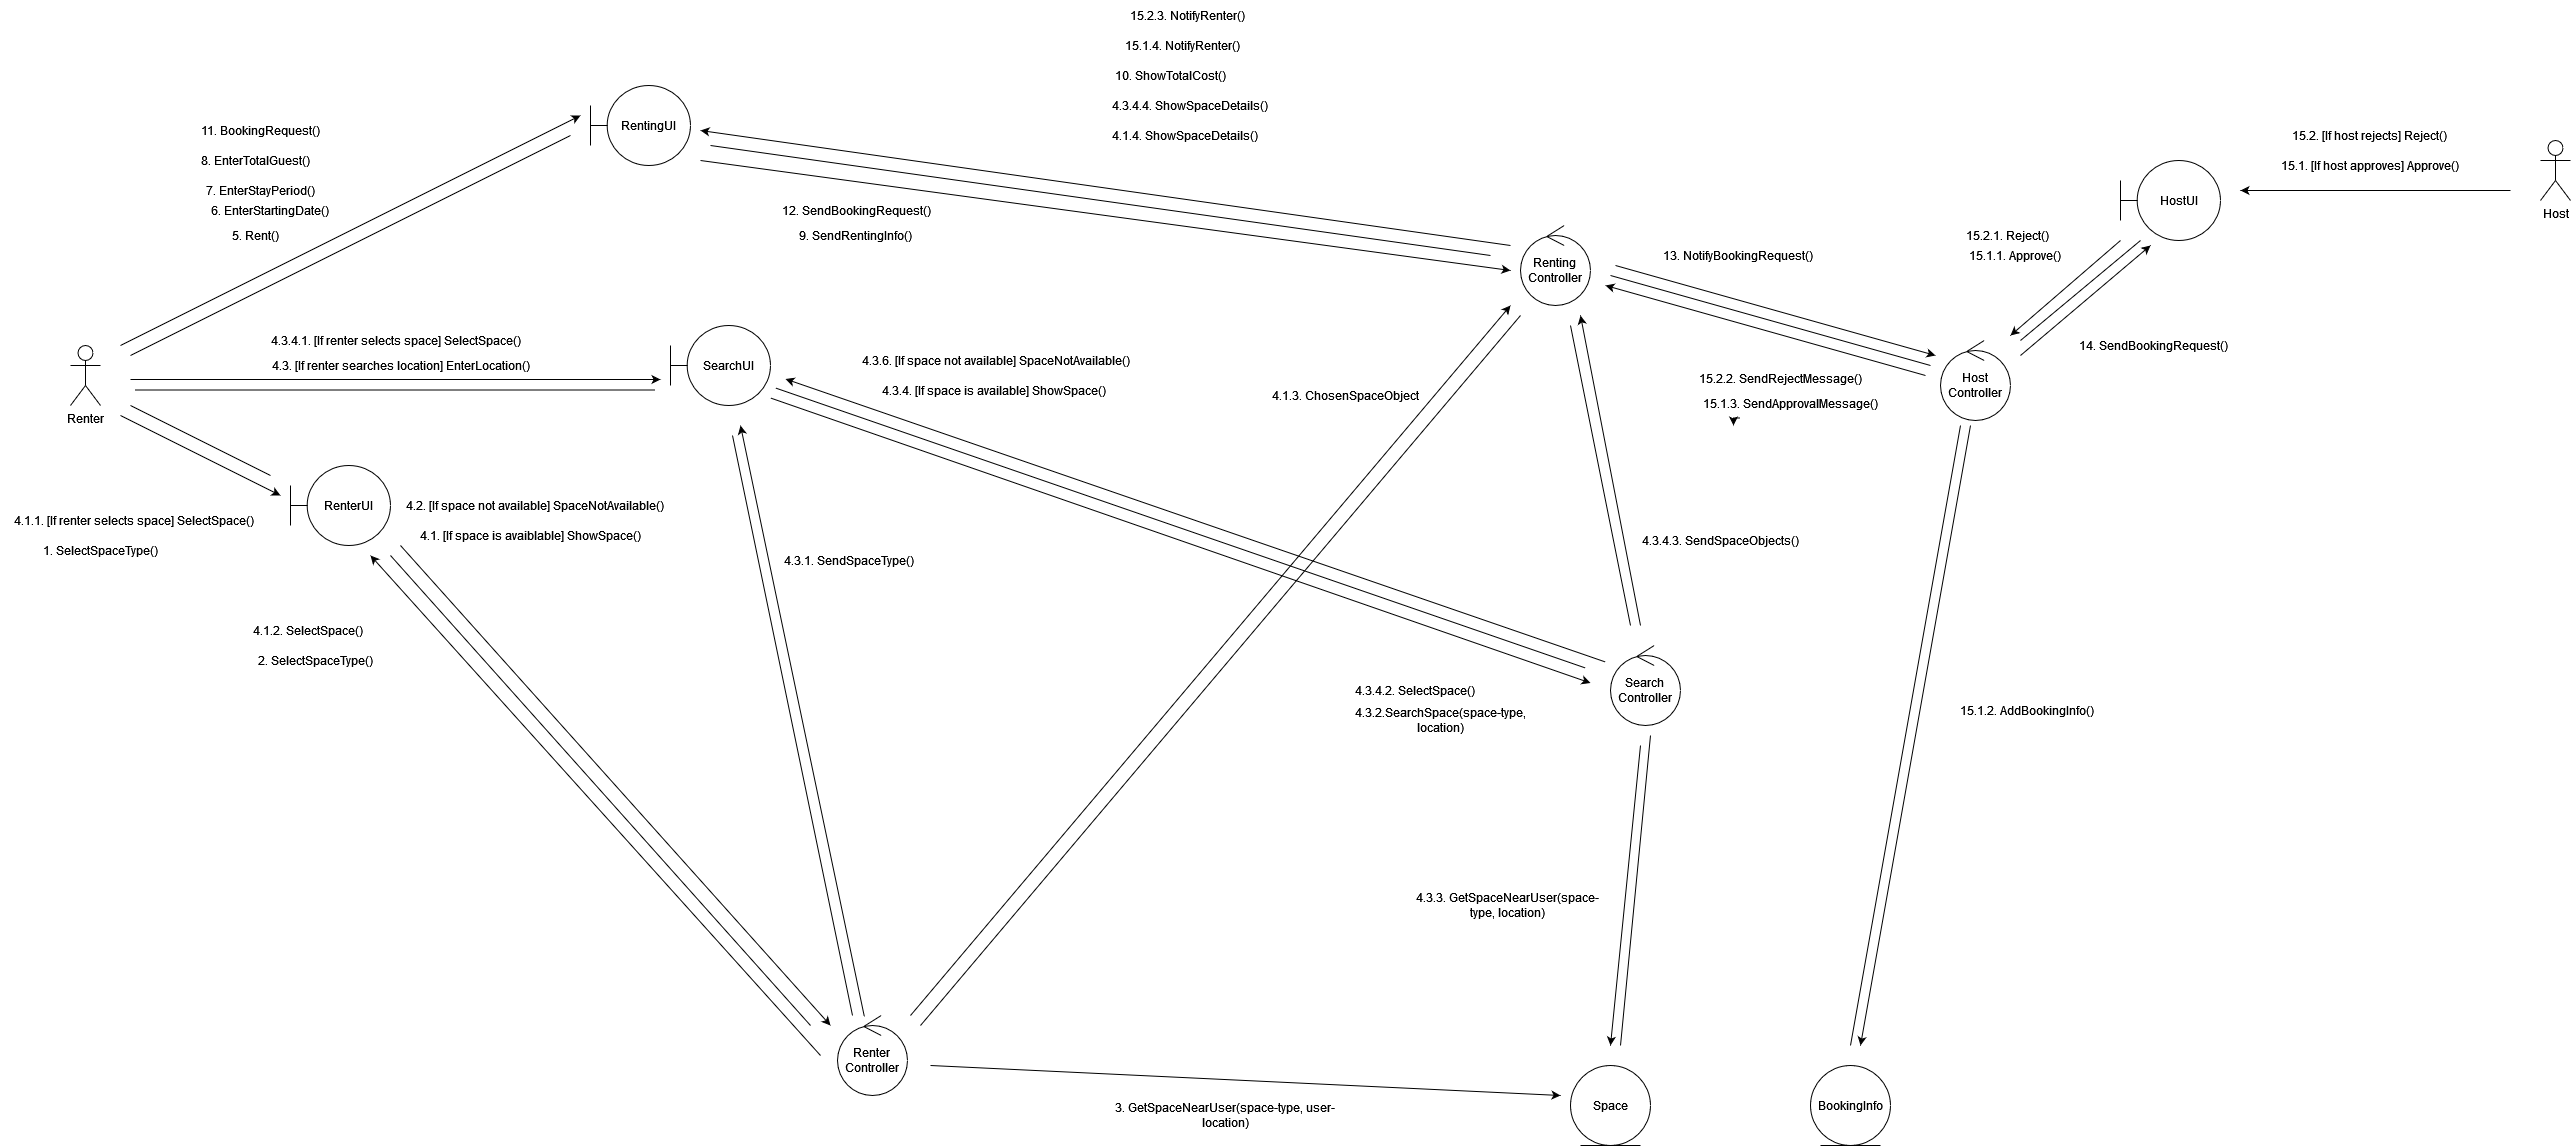 15.2.3. NotifyRenter()
15.1.4. NotifyRenter()
10. ShowTotalCost()
4.3.4.4. ShowSpaceDetails()
4.1.4. ShowSpaceDetails()
RentingUI
11. BookingRequest()
8. EnterTotalGuest()
7. EnterStayPeriod()
6. EnterStartingDate()
5. Rent()
12. SendBookingRequest()
9. SendRentingInfo()
15.2. [If host rejects] Reject()
15.1. [If host approves] Approve()
Host
HostUI
15.2.1. Reject()
15.1.1. Approve()
Renting
Controller
13. NotifyBookingRequest()
14. SendBookingRequest()
4.3.4.1. [If renter selects space] SelectSpace()
4.3. [If renter searches location] EnterLocation()
SearchUI
4.3.6. [If space not available] SpaceNotAvailable()
4.3.4. [If space is available] ShowSpace()
4.1.3. ChosenSpaceObject
15.2.2. SendRejectMessage()
15.1.3. SendApprovalMessage()
Host
Controller
Renter
RenterUI
4.2. [If space not available] SpaceNotAvailable()
4.1. [If space is avaiblable] ShowSpace()
4.1.1. [If renter selects space] SelectSpace()
1. SelectSpaceType()
4.3.1. SendSpaceType()
4.3.4.3. SendSpaceObjects()
4.1.2. SelectSpace()
2. SelectSpaceType()
Search
Controller
4.3.4.2. SelectSpace()
4.3.2.SearchSpace(space-type,
location)
15.1.2. AddBookingInfo()
4.3.3. GetSpaceNearUser(space-
type, location)
Renter
Controller
3. GetSpaceNearUser(space-type, user-
location)
Space
BookingInfo